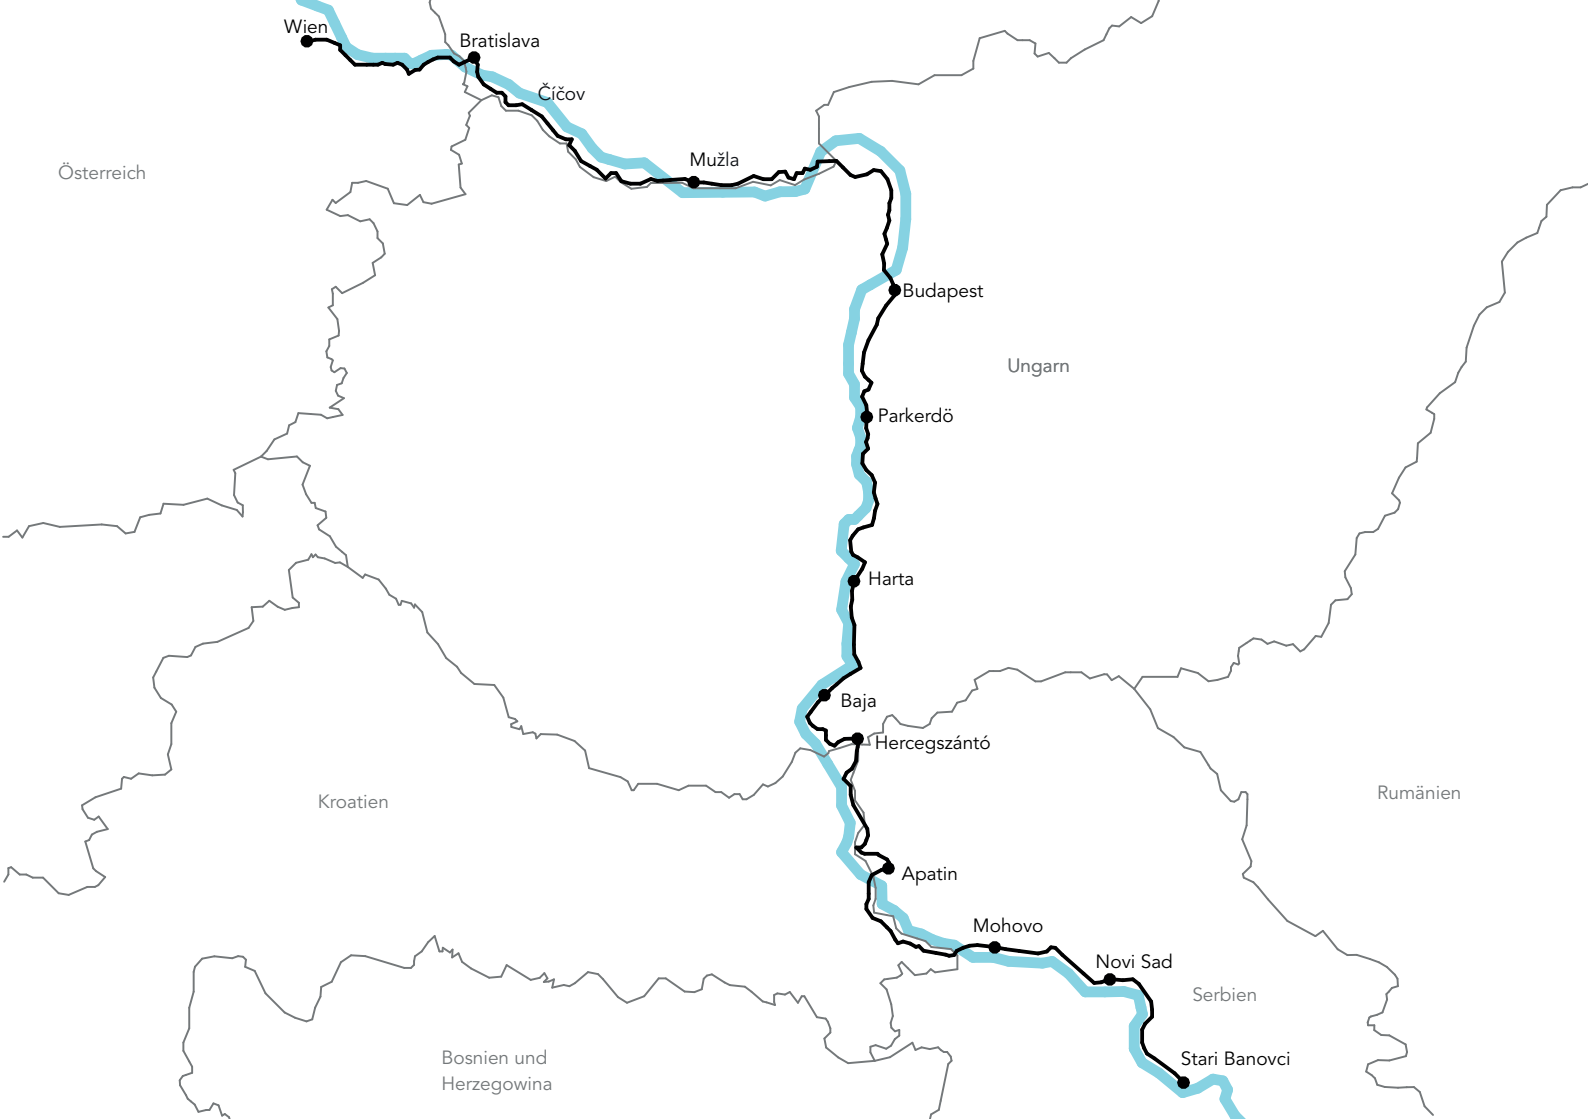 Wien
Bratislava
Číčov
Mužla
Österreich
Budapest
Ungarn
Parkerdö
Harta
Baja
Hercegszántó
Kroatien
Rumänien
Apatin
Mohovo
Novi Sad
Serbien
Bosnien und
Herzegowina
Stari Banovci